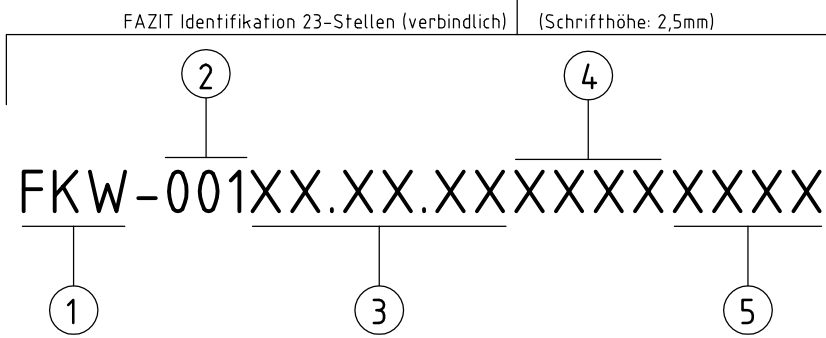 FAZIT Identifikation 23-Stellen (verbindlich) (Schrifthöhe: 2,5mm)
2 4
FKW-001XX.XX.XXXXXXXXXX
1 3 5